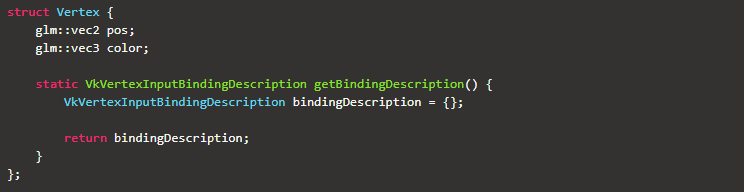 struct Vertex {
    glm::vec2 pos;
    glm::vec3 color;

    static VkVertexInputBindingDescription getBindingDescription() {
        VkVertexInputBindingDescription bindingDescription = {};

        return bindingDescription;
    }
};